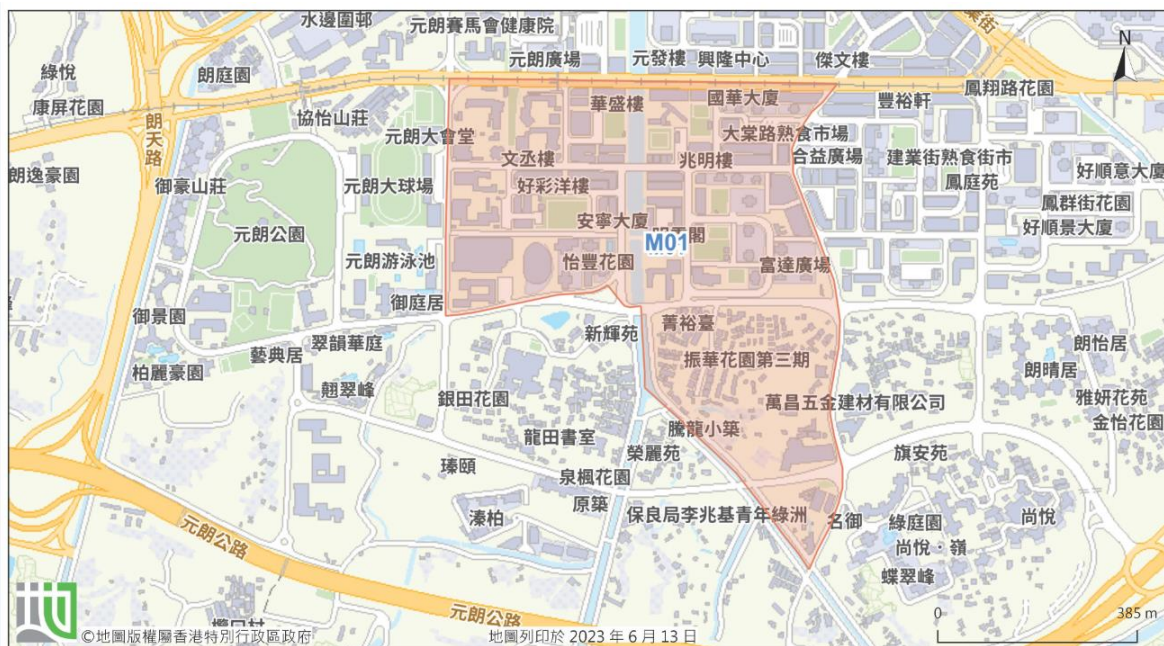 水邊圍邨
元朗賽馬會健康院
元朗廣場
元發樓
興隆中心
傑文樓
業街
N
綠悅
朗庭園
康屏花園
協怡山莊
朗天路
元朗大會堂
華盛樓
國華大廈
豐裕軒
鳳翔路花園
大棠路熟食市場
文丞樓
兆明樓
合益廣場
建業街熟食街市
好順意大廈
朗逸豪園
御豪山莊
元朗大球場
好彩洋樓
鳳庭苑
鳳群街花園
元朗公園
安寧大廈
好順景大廈
M01
元朗游泳池
怡豐花園
富達廣場
御庭居
御景園
新輝苑
菁裕臺
翠韻華庭
藝典居
振華花園第三期
朗怡居
柏麗豪園
翹翠峰
朗晴居
銀田花園
萬昌五金建材有限公司
雅妍花苑
金怡花園
龍田書室
騰龍小築
榮麗苑
旗安苑
瑧頤
泉楓花園
原築
溱柏
保良局李兆基青年綠洲
名御
綠庭園
尚悅
元朗公路
尚悅．嶺
蝶翠峰
元朗公路
0
385 m
欖口村
©地圖版權屬香港特別行政區政府
地圖列印於 2023 年 6 月 13 日